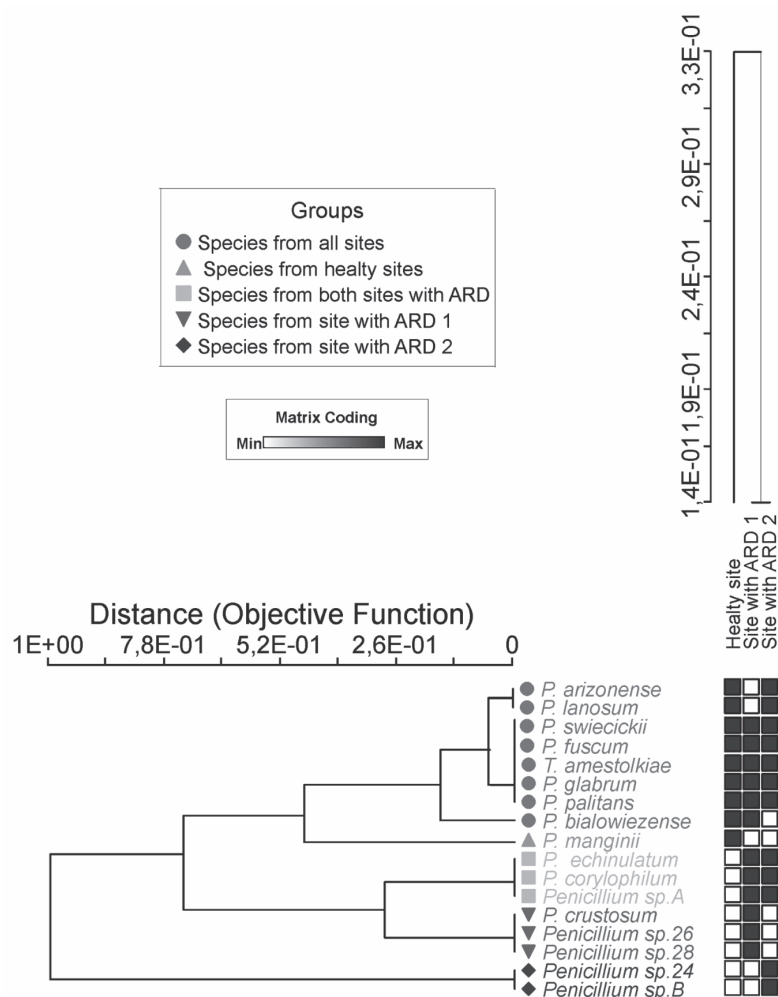 3,3E-01
2,9E-01
2,4E-01
1,9E-01
1,4E-01
Groups
Species from all sites
Species from healty sites
Species from both sites with ARD
Species from site with ARD 1
Species from site with ARD 2
Matrix Coding
Min Max
Healty site
Site with ARD 1
Site with ARD 2
Distance (Objective Function)
1E+00 7,8E-01 5,2E-01 2,6E-01 0
P. arizonense
P. lanosum
P. swiecickii
P. fuscum
T. amestolkiae
P. glabrum
P. palitans
P. bialowiezense
P. manginii
P. echinulatum
P. corylophilum
Penicillium sp.A
P. crustosum
Penicillium sp.26
Penicillium sp.28
Penicillium sp.24
Penicillium sp.B